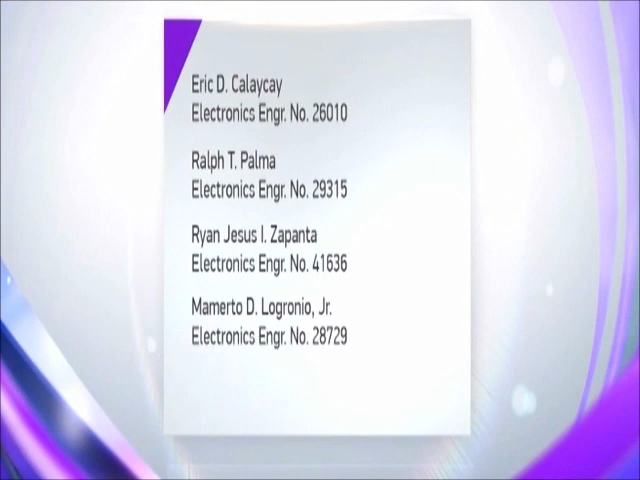 Eric D. Calaycay
Electronics Engr. No. 26010
Ralph T. Palma
Electronics Engr. No. 29315
Ryan Jesus I. Zapanta
Electronics Engr. No. 41636
Mamerto D. Logronio, Jr.
Electronics Engr. No. 28729